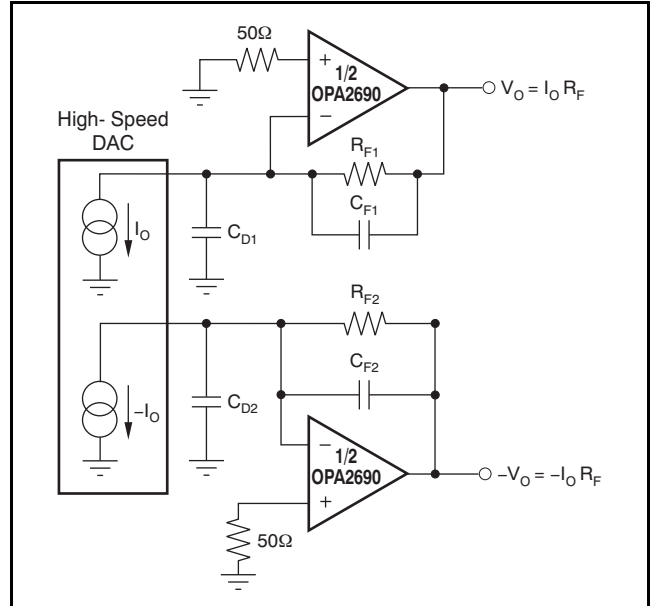 50Ω
+
1/2
OPA2690
−
V_O = I_O R_F
High- Speed
DAC
R_F1
C_F1
I_O
C_D1
R_F2
C_F2
−I_O
C_D2
−
1/2
OPA2690
+
−V_O = −I_O R_F
50Ω